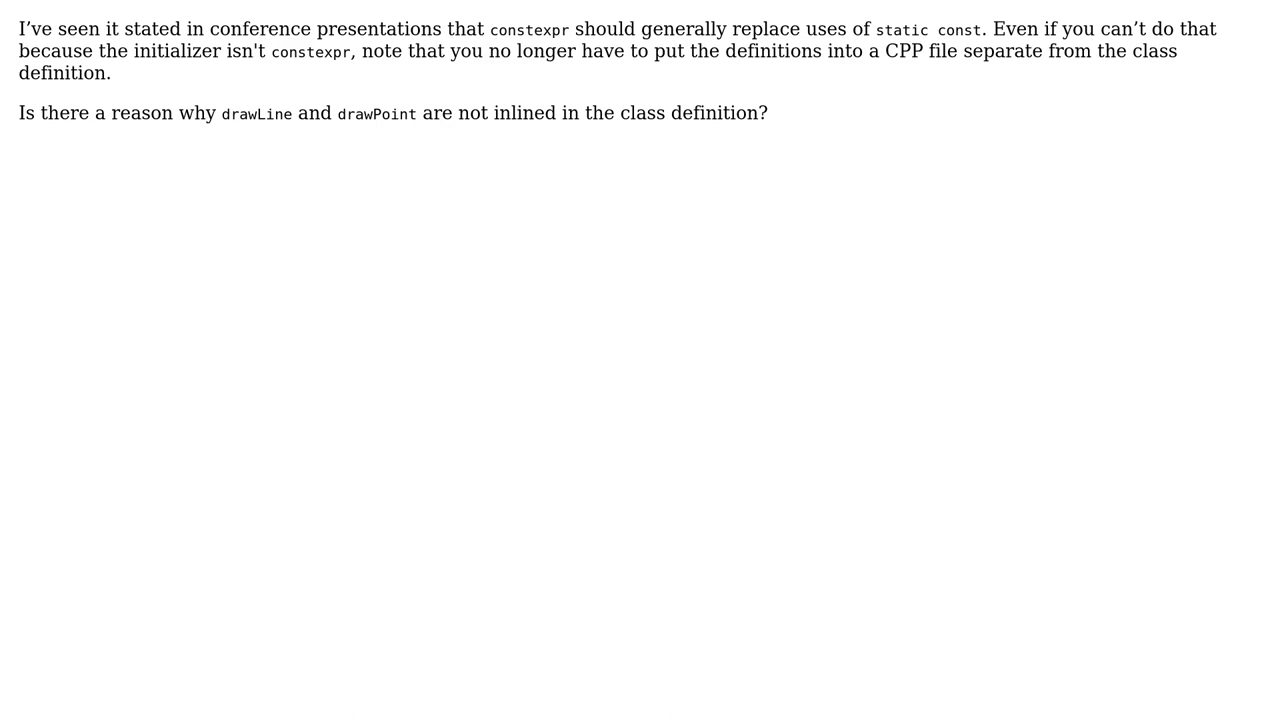 I’ve seen it stated in conference presentations that constexpr should generally replace uses of static const. Even if you can’t do that
because the initializer isn't constexpr, note that you no longer have to put the definitions into a CPP file separate from the class
definition.
Is there a reason why drawLine and drawPoint are not inlined in the class definition?